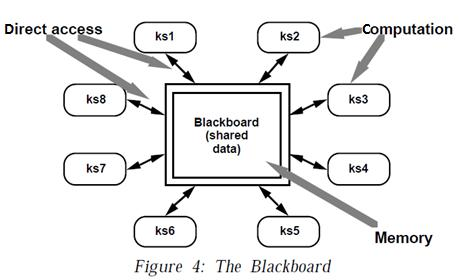 Direct access
ks1
ks2
Computation
ks8
ks3
Blackboard
(shared
data)
ks7
ks4
ks6
ks5
Memory
Figure 4: The Blackboard